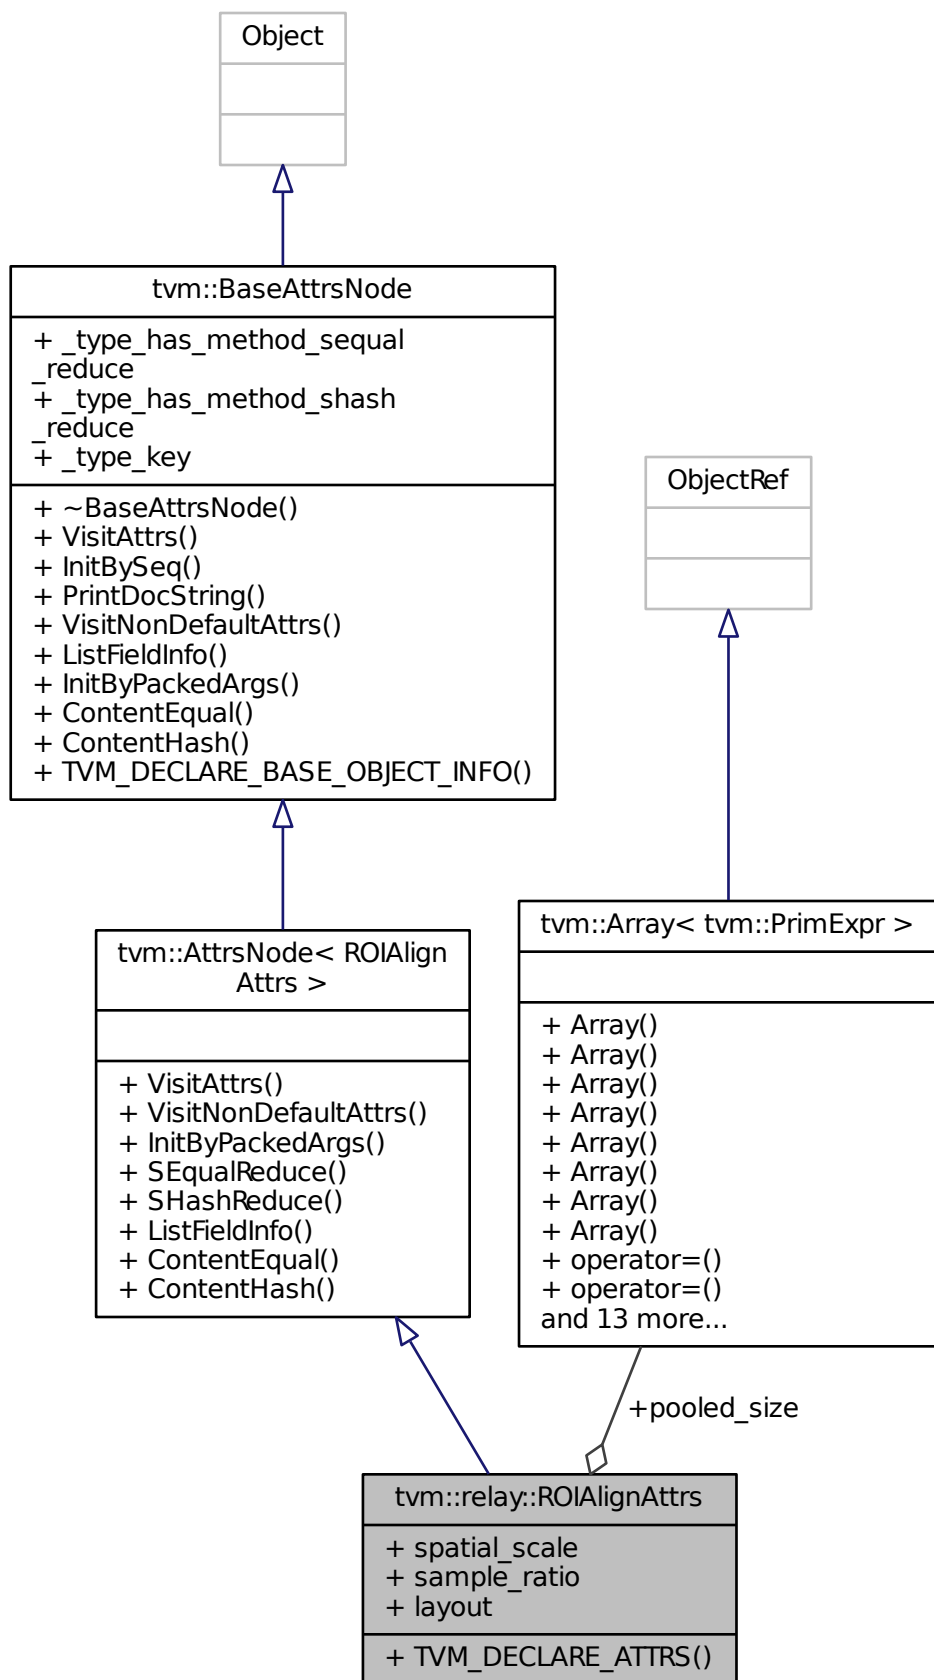 Object
tvm::BaseAttrsNode
+ _type_has_method_sequal
_reduce
+ _type_has_method_shash
_reduce
+ _type_key
+ ~BaseAttrsNode()
+ VisitAttrs()
+ InitBySeq()
+ PrintDocString()
+ VisitNonDefaultAttrs()
+ ListFieldInfo()
+ InitByPackedArgs()
+ ContentEqual()
+ ContentHash()
+ TVM_DECLARE_BASE_OBJECT_INFO()
ObjectRef
tvm::AttrsNode< ROIAlign
Attrs >
+ VisitAttrs()
+ VisitNonDefaultAttrs()
+ InitByPackedArgs()
+ SEqualReduce()
+ SHashReduce()
+ ListFieldInfo()
+ ContentEqual()
+ ContentHash()
tvm::Array< tvm::PrimExpr >
+ Array()
+ Array()
+ Array()
+ Array()
+ Array()
+ Array()
+ Array()
+ Array()
+ operator=()
+ operator=()
and 13 more...
+pooled_size
tvm::relay::ROIAlignAttrs
+ spatial_scale
+ sample_ratio
+ layout
+ TVM_DECLARE_ATTRS()